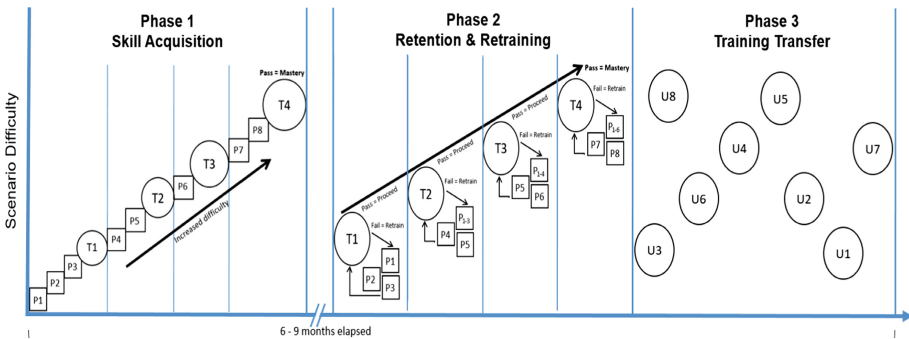 Phase 1
Skill Acquisition
Phase 2
Retention & Retraining
Phase 3
Training Transfer
Scenario Difficulty
Pass = Mastery
T4
P8
P7
T3
P6
T2
P5
P4
T1
P3
P2
P1
Increased difficulty
Pass = Mastery
T4
Fail = Retrain
P1-6
P7
P8
Pass = Proceed
T3
Fail = Retrain
P1-4
P5
P6
Pass = Proceed
T2
Fail = Retrain
P1-3
P4
P5
Pass = Proceed
T1
Fail = Retrain
P1
P2
P3
U8
U5
U4
U7
U6
U2
U3
U1
6 - 9 months elapsed